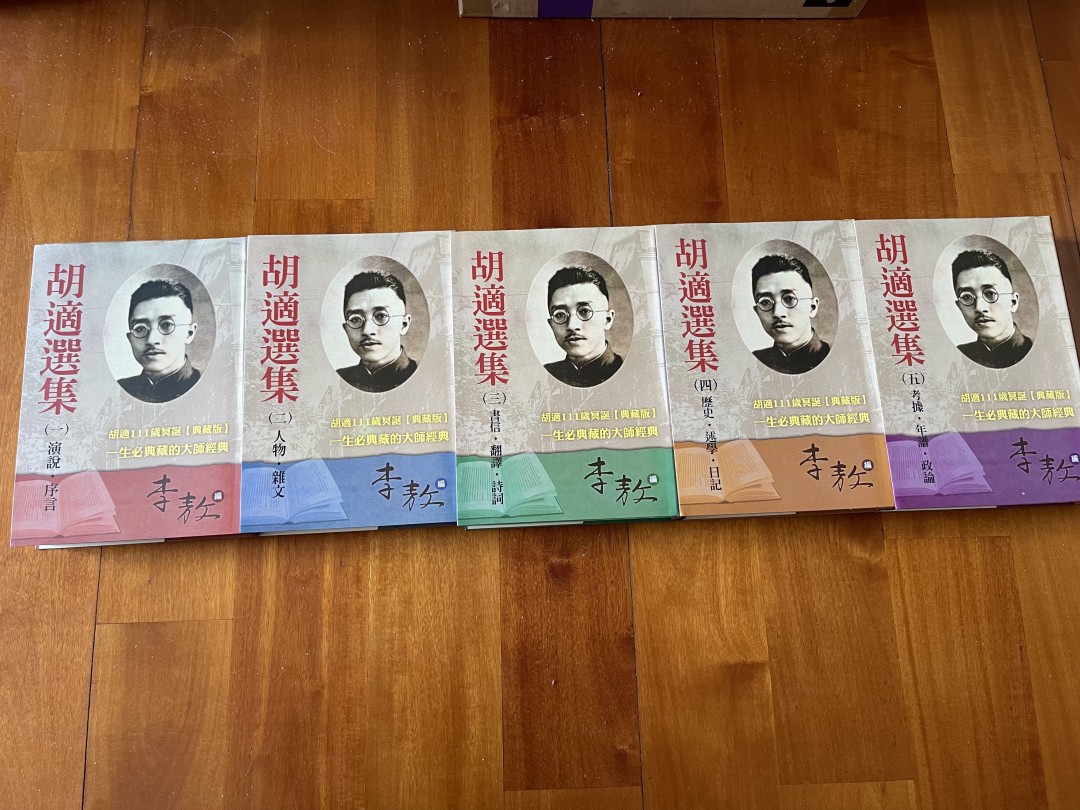 胡適選集
(一)演說・序言
胡適111歲冥誕【典藏版】
一生必典藏的大師經典
李敖 編
胡適選集
(二)人物・雜文
胡適111歲冥誕【典藏版】
一生必典藏的大師經典
李敖 編
胡適選集
(三)書信・翻譯・詩詞
胡適111歲冥誕【典藏版】
一生必典藏的大師經典
李敖 編
胡適選集
(四)歷史・述學・日記
胡適111歲冥誕【典藏版】
一生必典藏的大師經典
李敖 編
胡適選集
(五)考據・年譜・政論
胡適111歲冥誕【典藏版】
一生必典藏的大師經典
李敖 編